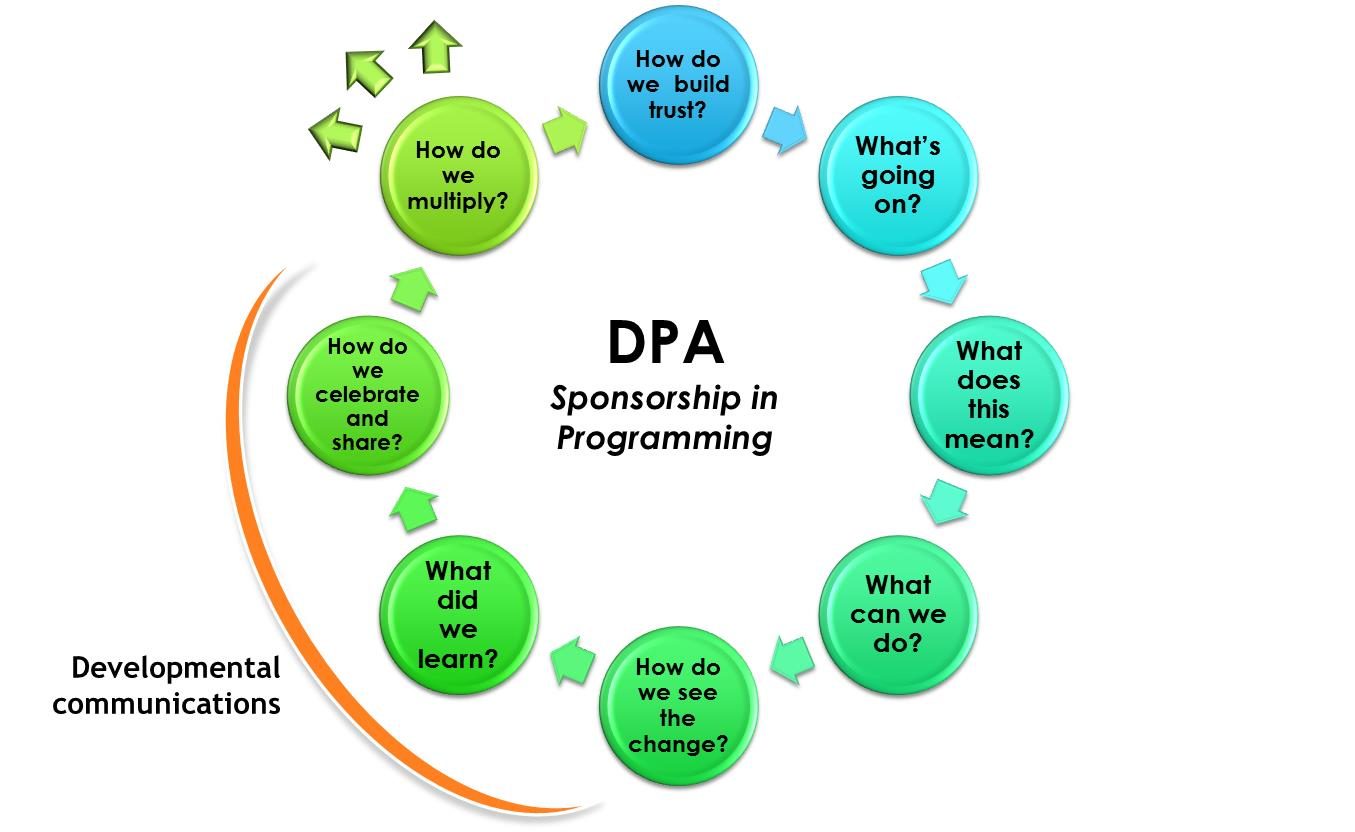 How do
we build
trust?
What's
going
on?
What
does
this
mean?
What
can we
do?
How do
we see
the
change?
What
did
we
learn?
How do
we
celebrate
and
share?
How do
we
multiply?
DPA
Sponsorship in
Programming
Developmental
communications